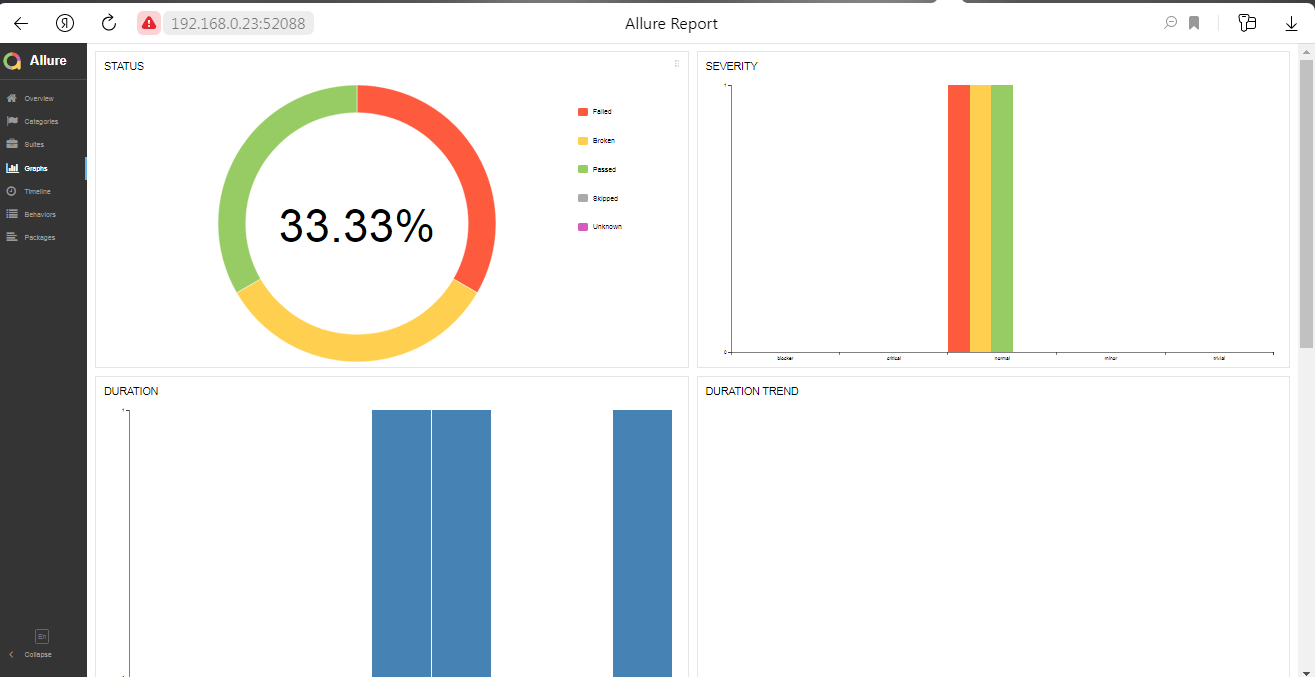 Я 192.168.0.23:52088 Allure Report
Allure
Overview
Categories
Suites
Graphs
Timeline
Behaviors
Packages
En
Collapse
STATUS
33.33%
Failed
Broken
Passed
Skipped
Unknown
SEVERITY
1
0
blocker critical normal minor trivial
DURATION
1
DURATION TREND